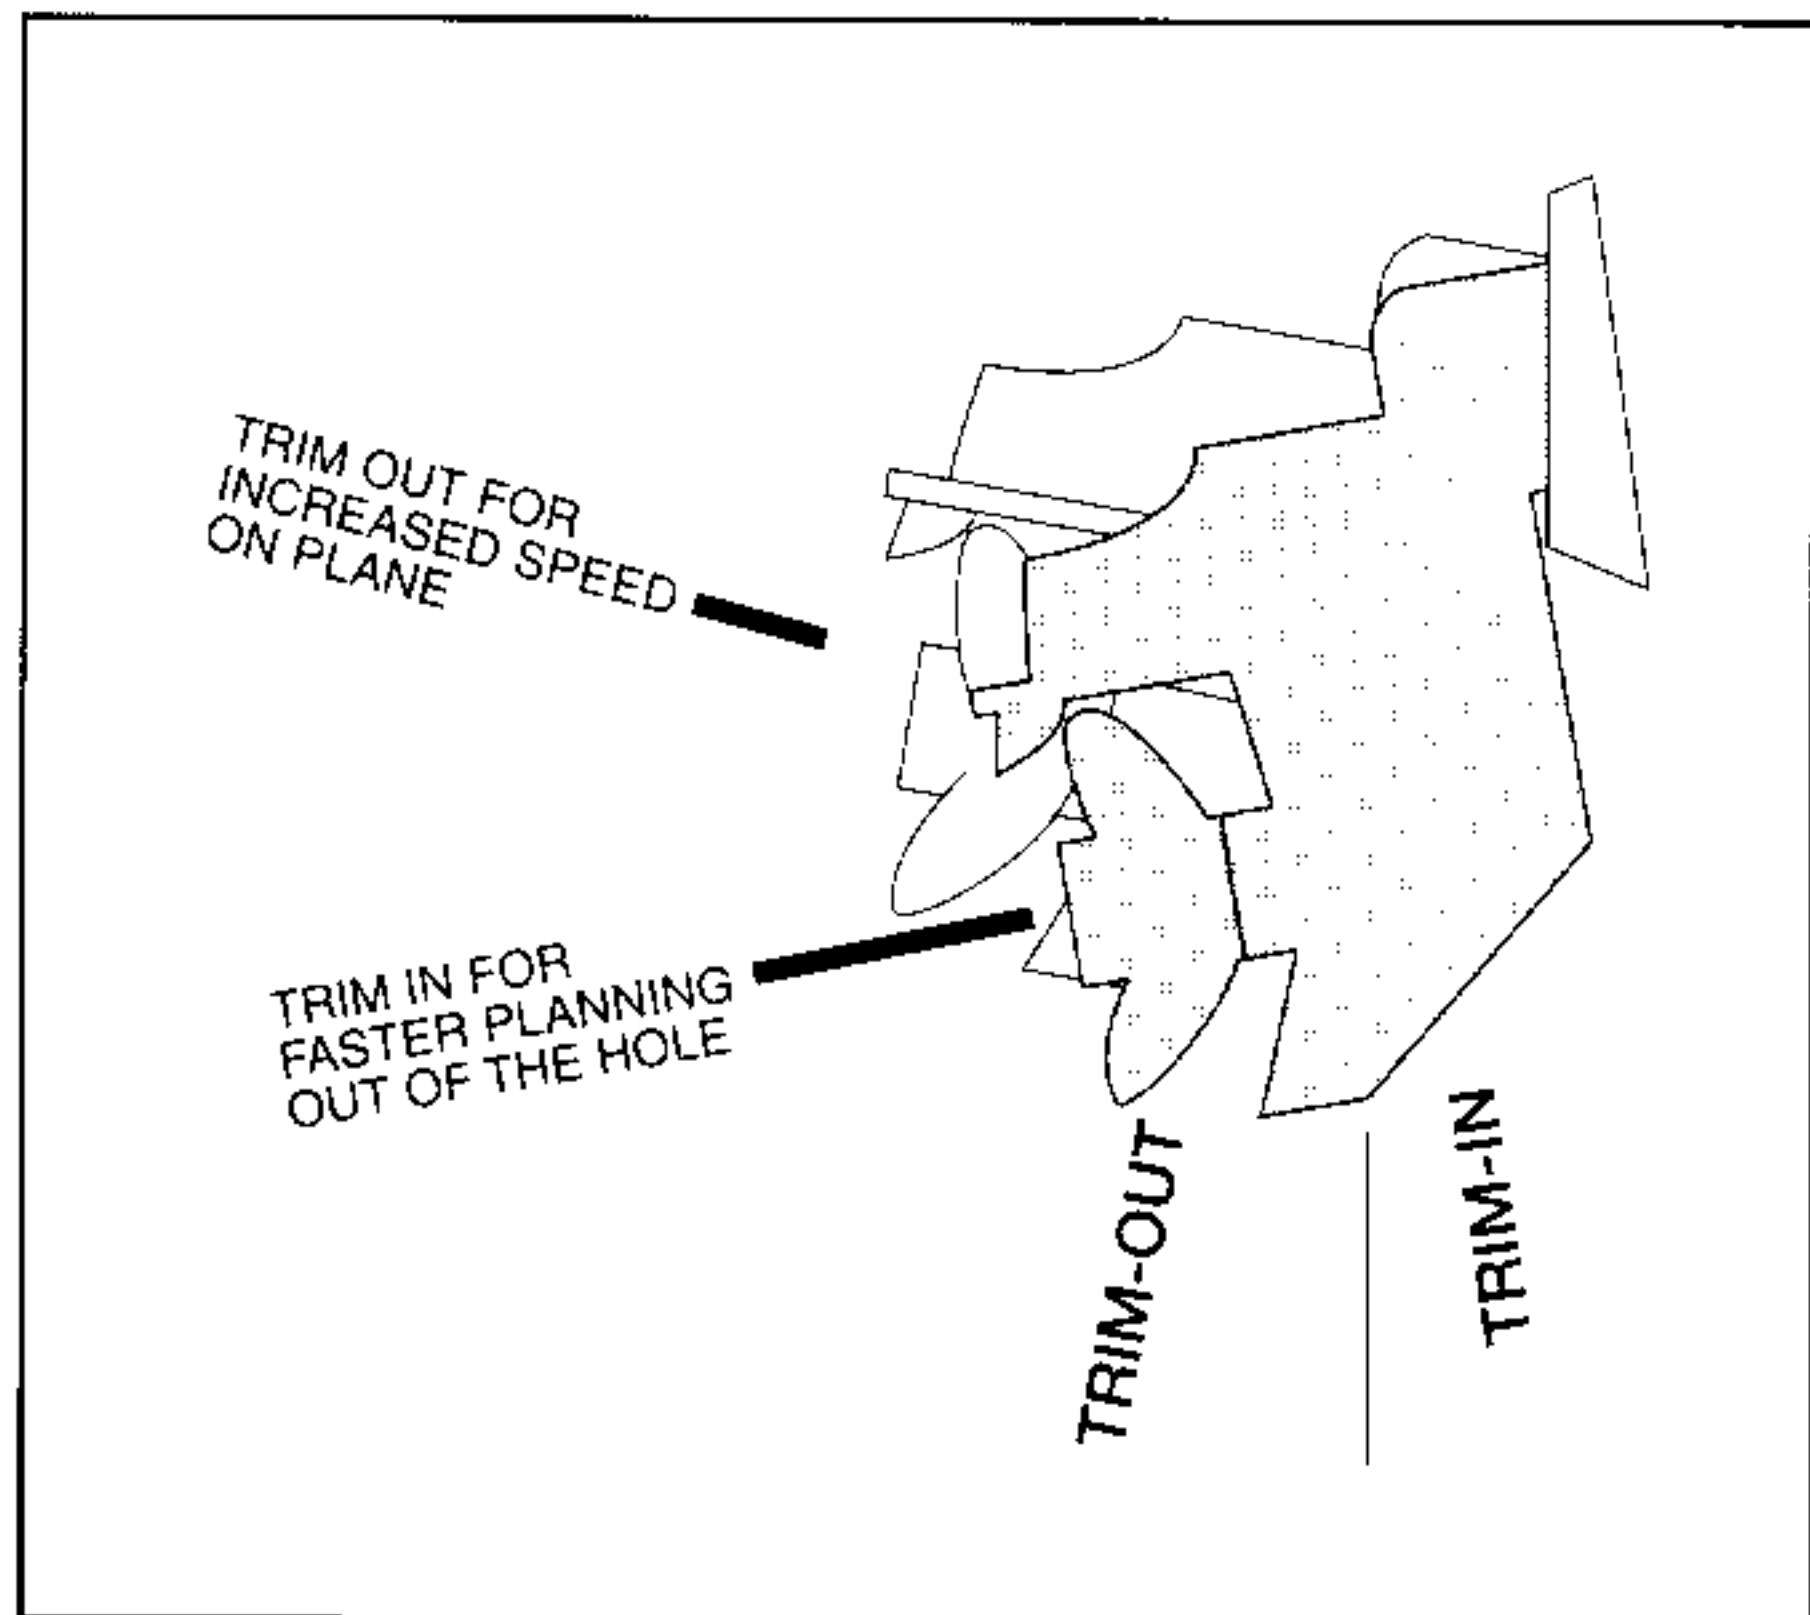 TRIM OUT FOR
INCREASED SPEED
ON PLANE
TRIM IN FOR
FASTER PLANNING
OUT OF THE HOLE
TRIM-OUT
TRIM-IN